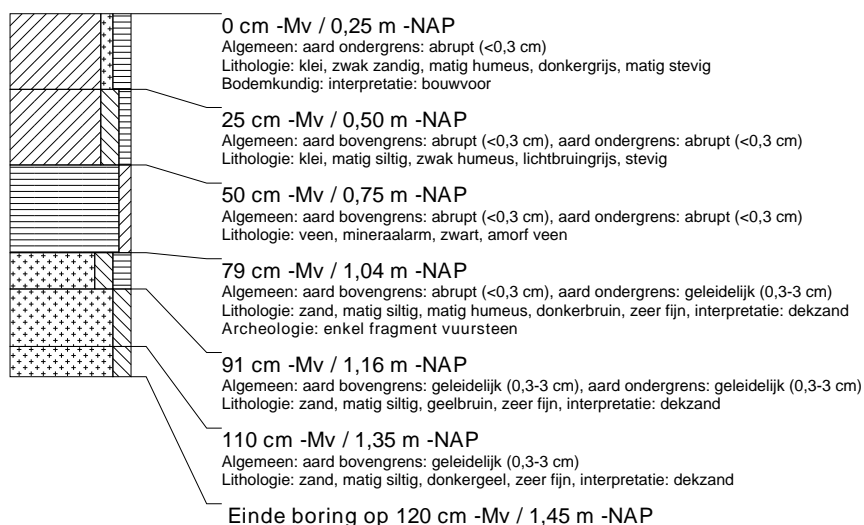 0 cm -Mv / 0,25 m -NAP
Algemeen: aard ondergrens: abrupt (<0,3 cm)
Lithologie: klei, zwak zandig, matig humeus, donkergrijs, matig stevig
Bodemkundig: interpretatie: bouwvoor
25 cm -Mv / 0,50 m -NAP
Algemeen: aard bovengrens: abrupt (<0,3 cm), aard ondergrens: abrupt (<0,3 cm)
Lithologie: klei, matig siltig, zwak humeus, lichtbruingrijs, stevig
50 cm -Mv / 0,75 m -NAP
Algemeen: aard bovengrens: abrupt (<0,3 cm), aard ondergrens: abrupt (<0,3 cm)
Lithologie: veen, mineraalarm, zwart, amorf veen
79 cm -Mv / 1,04 m -NAP
Algemeen: aard bovengrens: abrupt (<0,3 cm), aard ondergrens: geleidelijk (0,3-3 cm)
Lithologie: zand, matig siltig, matig humeus, donkerbruin, zeer fijn, interpretatie: dekzand
Archeologie: enkel fragment vuursteen
91 cm -Mv / 1,16 m -NAP
Algemeen: aard bovengrens: geleidelijk (0,3-3 cm), aard ondergrens: geleidelijk (0,3-3 cm)
Lithologie: zand, matig siltig, geelbruin, zeer fijn, interpretatie: dekzand
110 cm -Mv / 1,35 m -NAP
Algemeen: aard bovengrens: geleidelijk (0,3-3 cm)
Lithologie: zand, matig siltig, donkergeel, zeer fijn, interpretatie: dekzand
Einde boring op 120 cm -Mv / 1,45 m -NAP